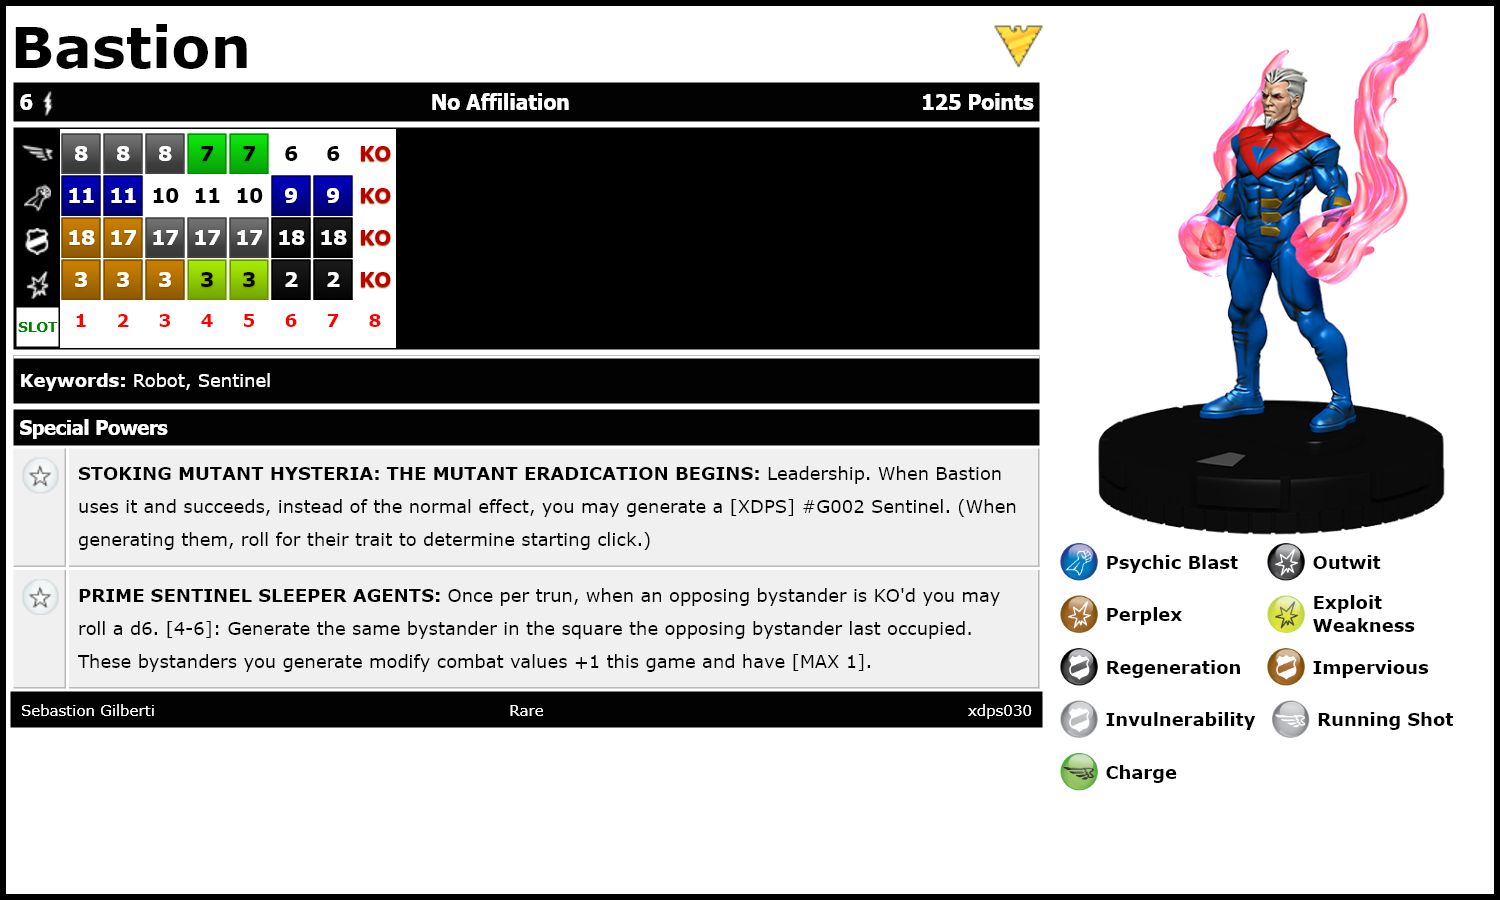 Bastion
6 No Affiliation 125 Points
8 8 8 7 7 6 6 KO
11 11 10 11 10 9 9 KO
18 17 17 17 17 18 18 KO
3 3 3 3 3 2 2 KO
SLOT 1 2 3 4 5 6 7 8
Keywords: Robot, Sentinel
Special Powers
STOKING MUTANT HYSTERIA: THE MUTANT ERADICATION BEGINS: Leadership. When Bastion
uses it and succeeds, instead of the normal effect, you may generate a [XDPS] #G002 Sentinel. (When
generating them, roll for their trait to determine starting click.)
PRIME SENTINEL SLEEPER AGENTS: Once per trun, when an opposing bystander is KO'd you may
roll a d6. [4-6]: Generate the same bystander in the square the opposing bystander last occupied.
These bystanders you generate modify combat values +1 this game and have [MAX 1].
Sebastion Gilberti Rare xdps030
Psychic Blast Outwit
Perplex Exploit
Weakness
Regeneration Impervious
Invulnerability Running Shot
Charge